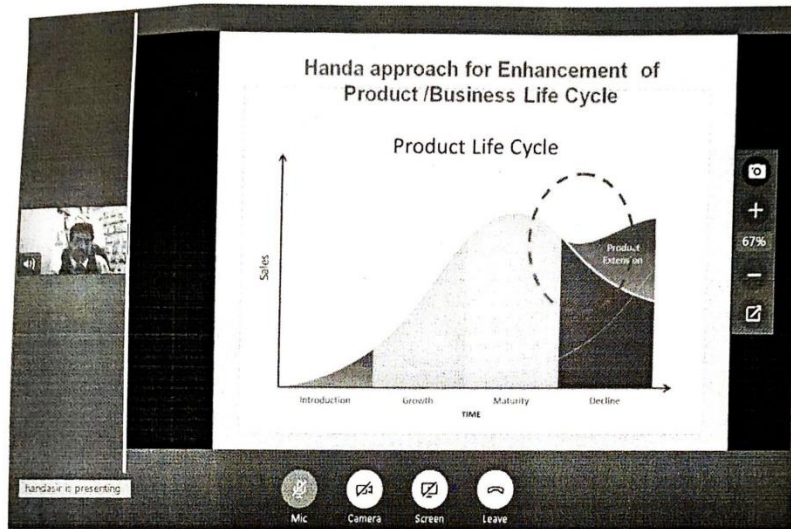 Handa approach for Enhancement of
Product /Business Life Cycle
Product Life Cycle
Sales
Product
Extension
Introduction Growth Maturity Decline
TIME
67%
handasir is presenting
Mic Camera Screen Leave